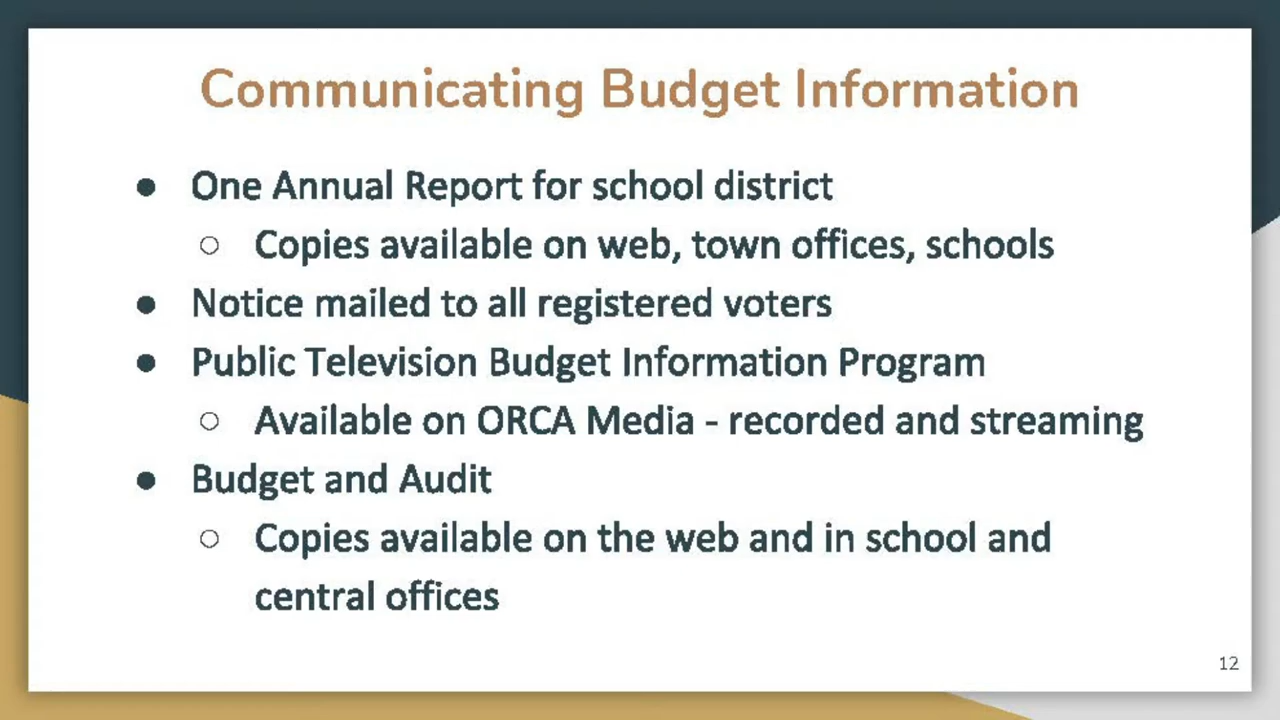 Communicating Budget Information
● One Annual Report for school district
○ Copies available on web, town offices, schools
● Notice mailed to all registered voters
● Public Television Budget Information Program
○ Available on ORCA Media - recorded and streaming
● Budget and Audit
○ Copies available on the web and in school and
central offices
12